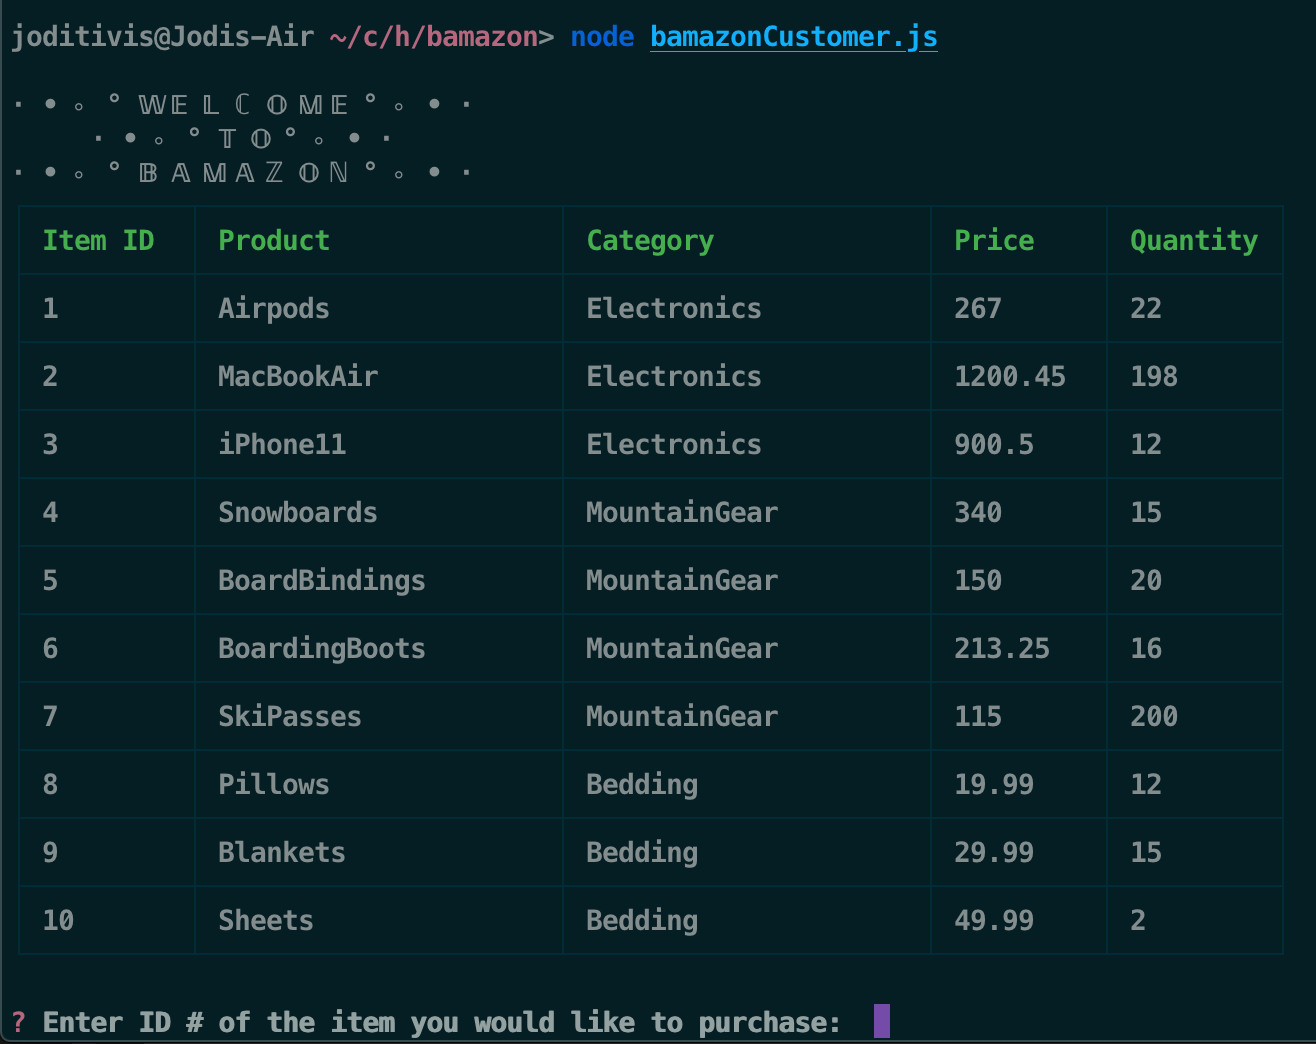 joditivis@Jodis-Air ~/c/h/bamazon> node bamazonCustomer.js
· • ◦ ° 𝕎 𝔼 𝕃 ℂ 𝕆 𝕄 𝔼 ° ◦ • ·
· • ◦ ° 𝕋 𝕆 ° ◦ • ·
· • ◦ ° 𝔹 𝔸 𝕄 𝔸 ℤ 𝕆 ℕ ° ◦ • ·
Item ID Product Category Price Quantity
1 Airpods Electronics 267 22
2 MacBookAir Electronics 1200.45 198
3 iPhone11 Electronics 900.5 12
4 Snowboards MountainGear 340 15
5 BoardBindings MountainGear 150 20
6 BoardingBoots MountainGear 213.25 16
7 SkiPasses MountainGear 115 200
8 Pillows Bedding 19.99 12
9 Blankets Bedding 29.99 15
10 Sheets Bedding 49.99 2
? Enter ID # of the item you would like to purchase: